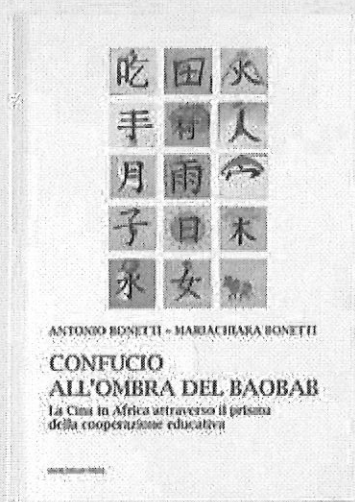 吃 田 火
手 村 人
月 雨
子 日 木
水 女
ANTONIO BONETTI - MARIACHIARA BONETTI
CONFUCIO
ALL'OMBRA DEL BAOBAB
La Cina in Africa attraverso il prisma
della cooperazione educativa